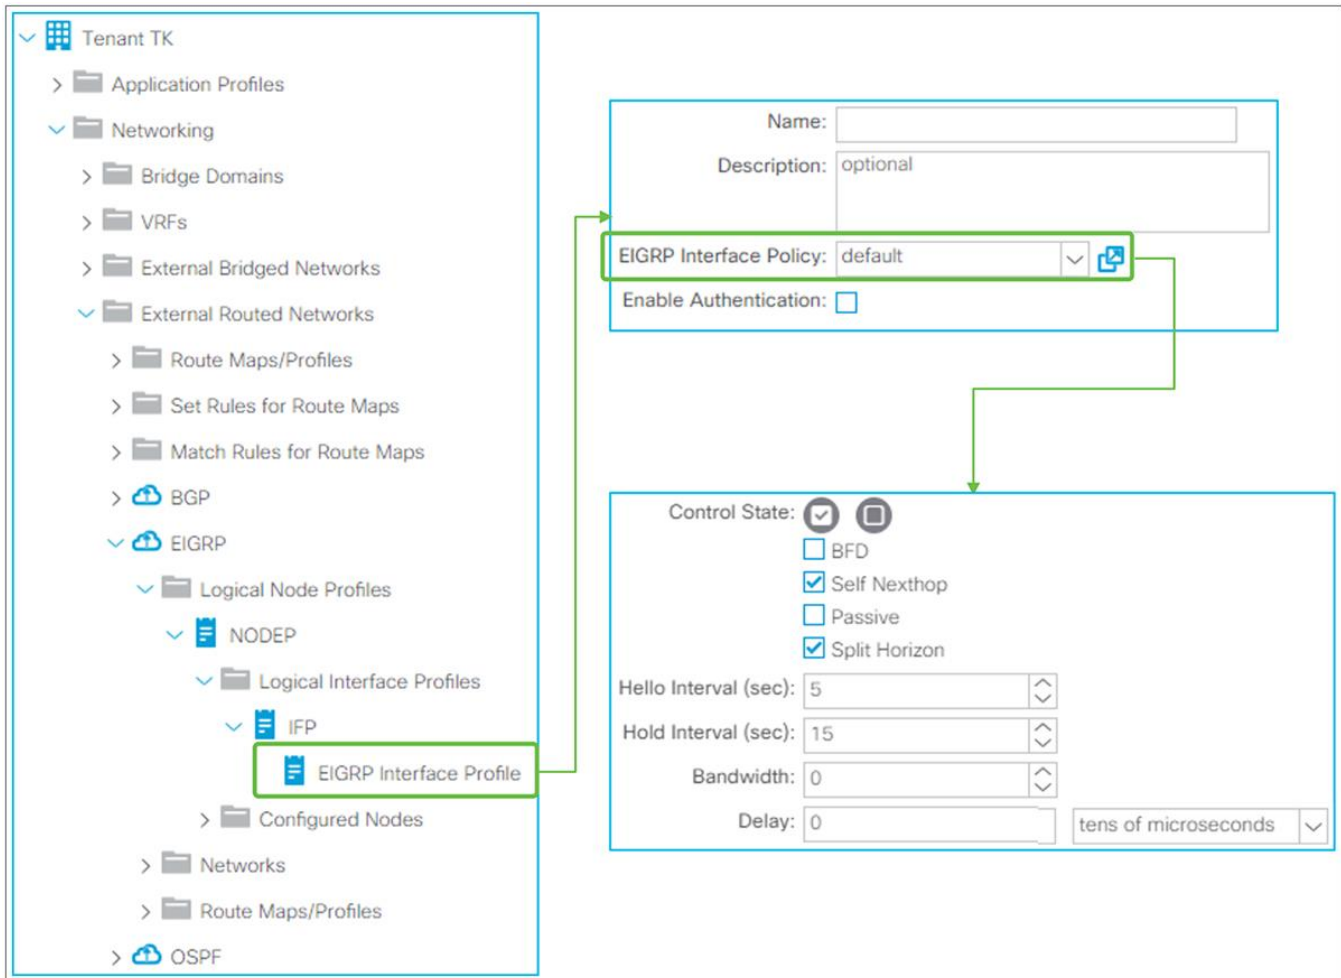 Tenant TK
Application Profiles
Networking
Bridge Domains
VRFs
External Bridged Networks
External Routed Networks
Route Maps/Profiles
Set Rules for Route Maps
Match Rules for Route Maps
BGP
EIGRP
Logical Node Profiles
NODEP
Logical Interface Profiles
IFP
EIGRP Interface Profile
Configured Nodes
Networks
Route Maps/Profiles
OSPF
Name:
Description: optional
EIGRP Interface Policy: default
Enable Authentication:
Control State:
BFD
Self Nexthop
Passive
Split Horizon
Hello Interval (sec): 5
Hold Interval (sec): 15
Bandwidth: 0
Delay: 0 tens of microseconds